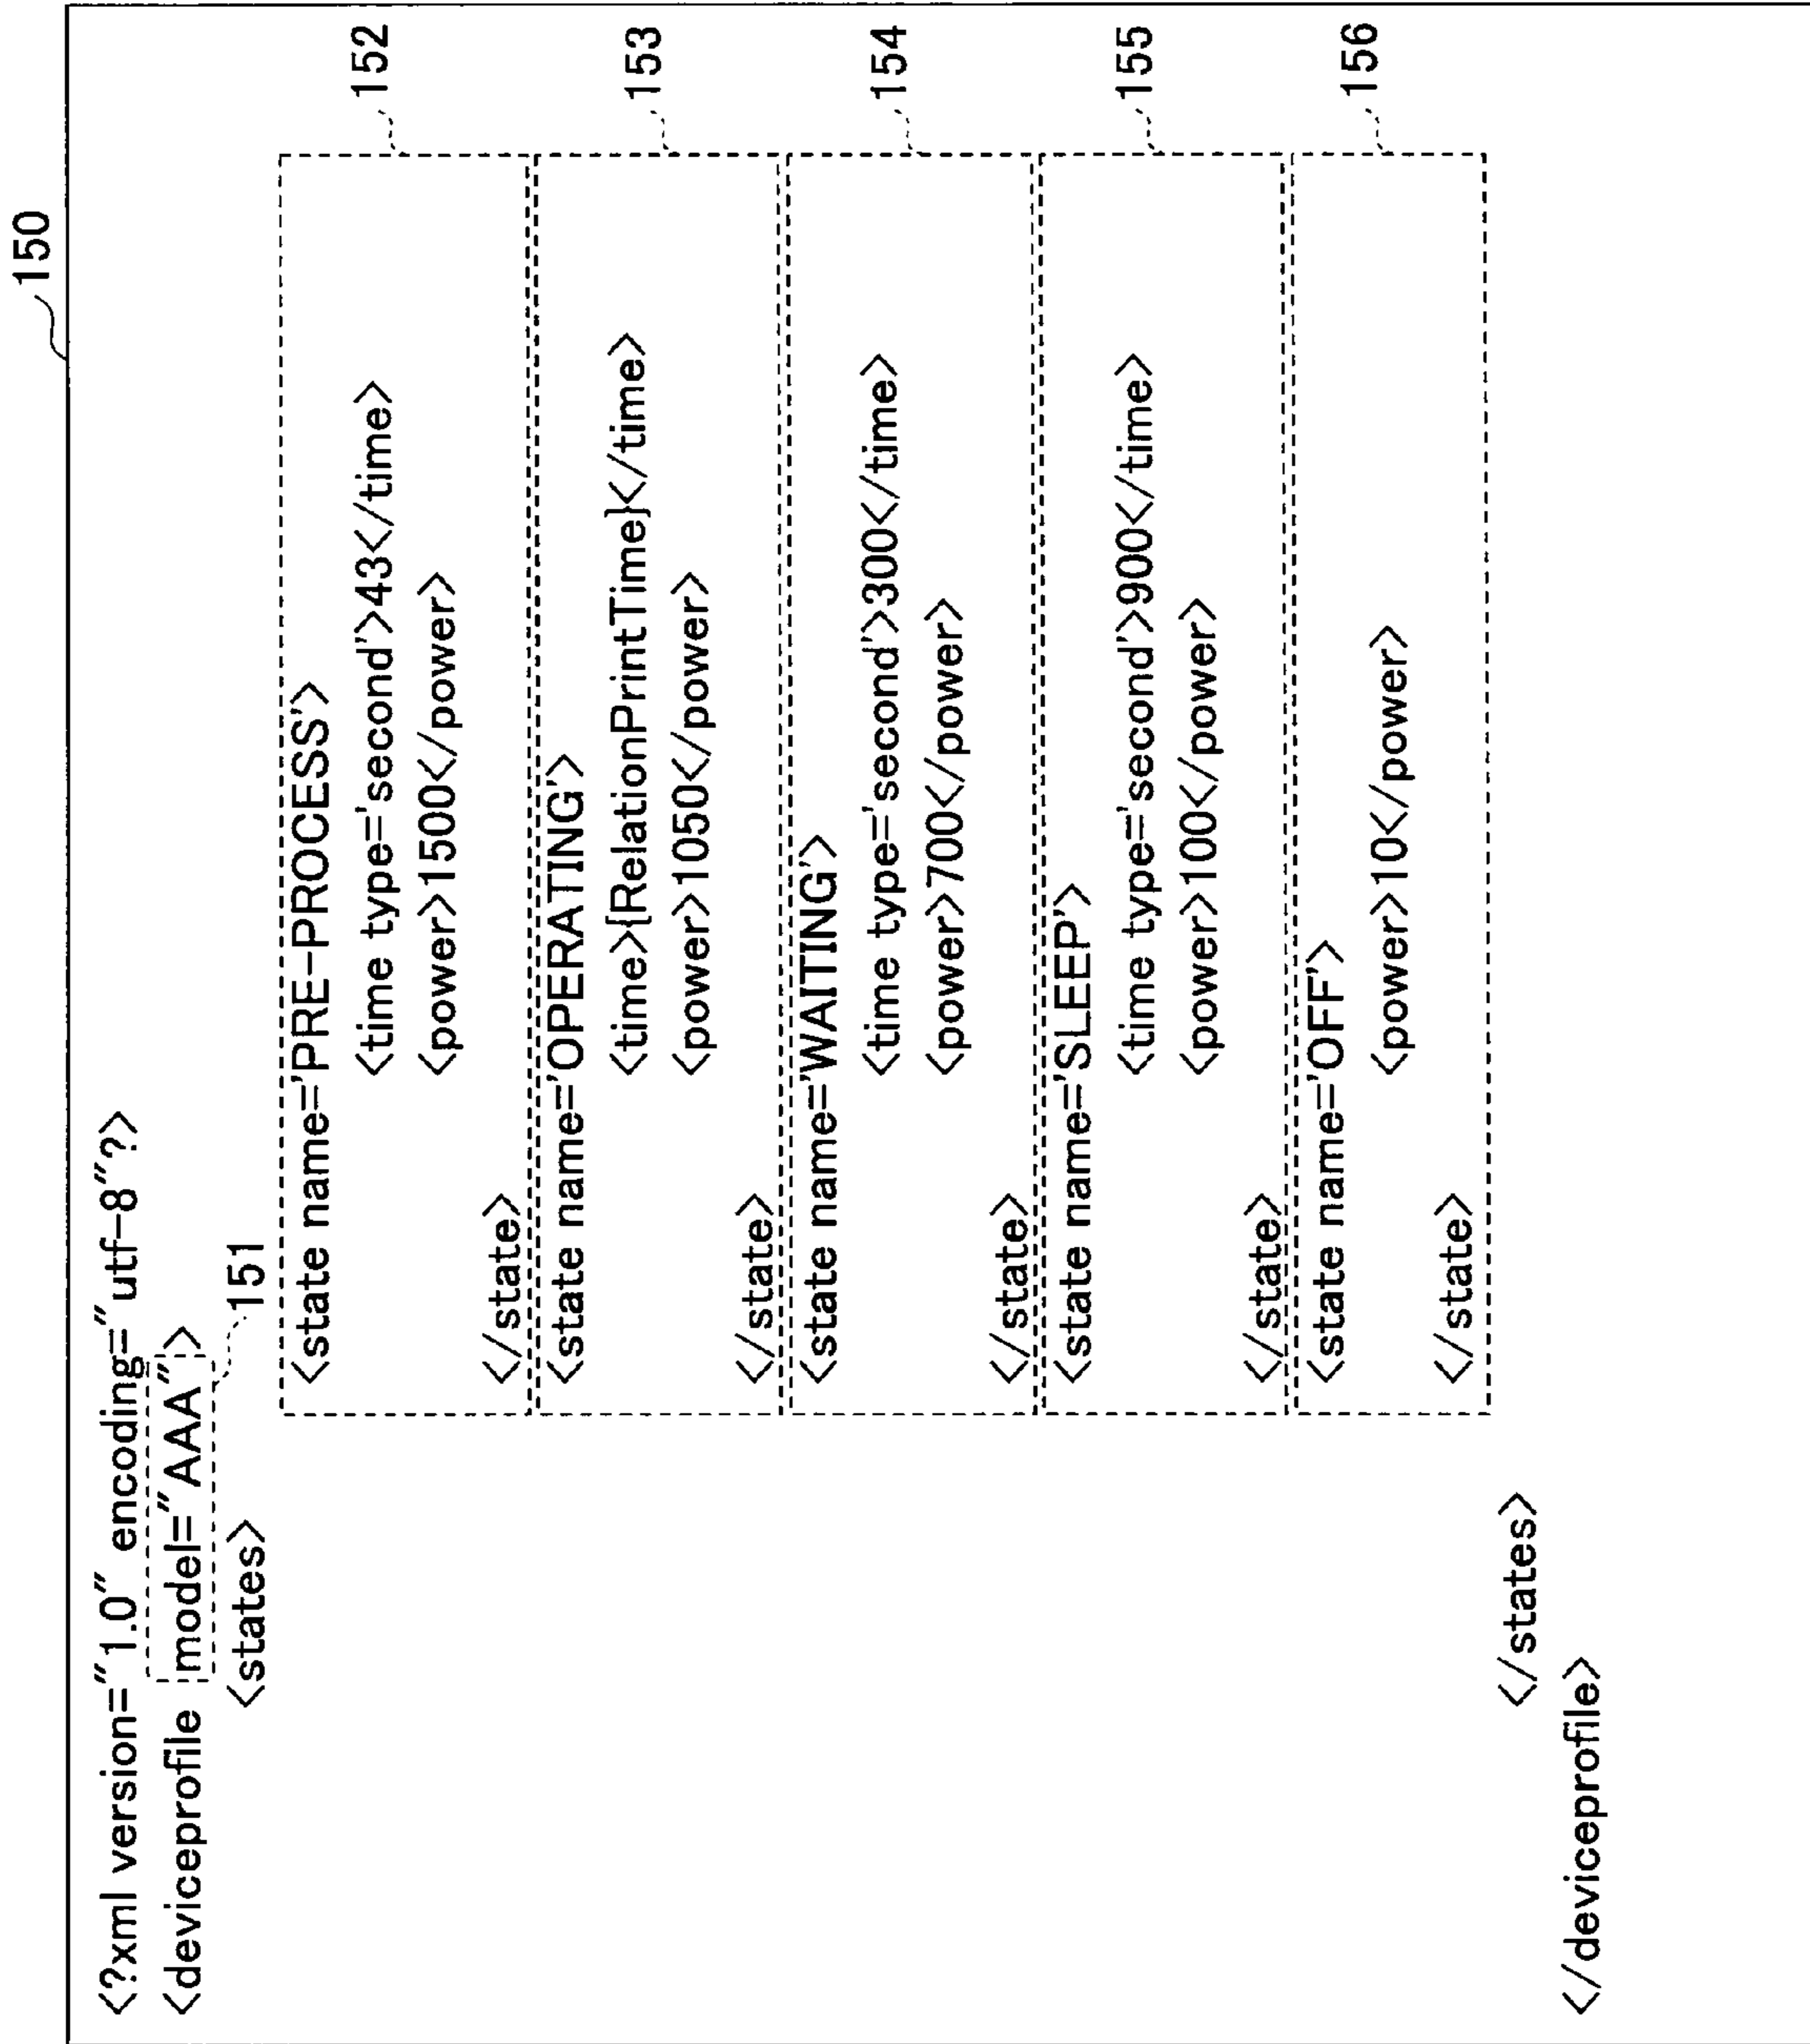 150
<?xml version="1.0" encoding="utf-8"?>
<deviceprofile model="AAA">
151
<states>
152
<state name='PRE-PROCESS'>
<time type='second'>43</time>
<power>1500</power>
</state>
153
<state name='OPERATING'>
<time>{RelationPrintTime}</time>
<power>1050</power>
</state>
154
<state name='WAITING'>
<time type='second'>300</time>
<power>700</power>
</state>
155
<state name='SLEEP'>
<time type='second'>900</time>
<power>100</power>
</state>
156
<state name='OFF'>
<power>10</power>
</state>
</states>
</deviceprofile>